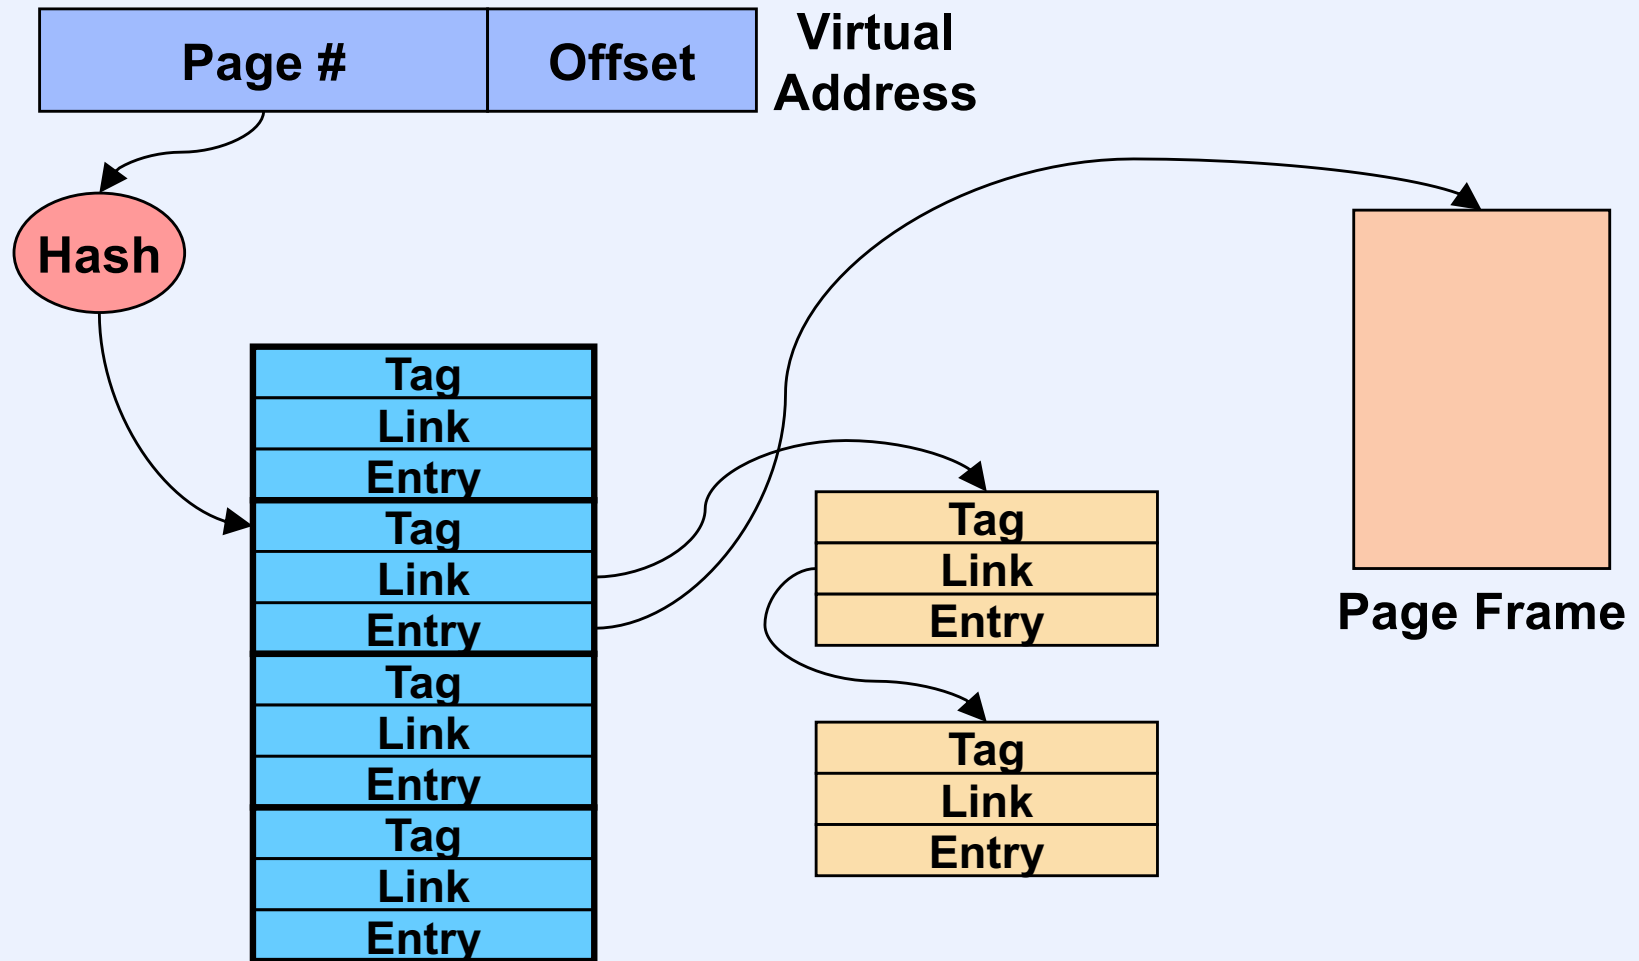 Page #
Offset
Virtual
Address
Hash
Tag
Link
Entry
Tag
Link
Entry
Tag
Link
Entry
Tag
Link
Entry
Tag
Link
Entry
Tag
Link
Entry
Page Frame